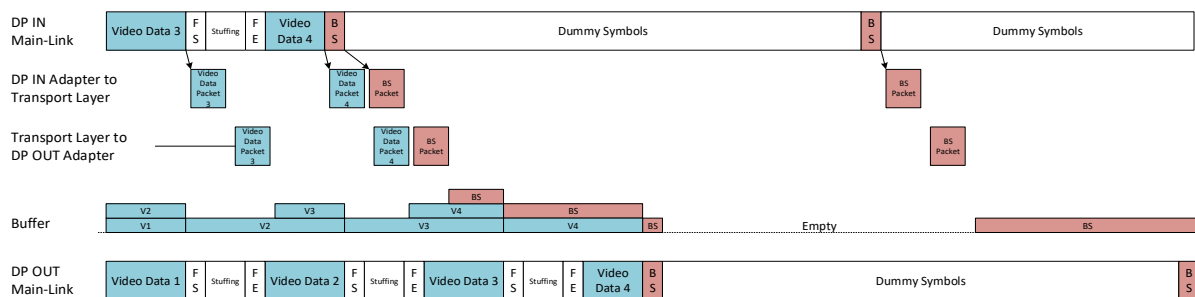 DP IN
Main-Link
Video Data 3
F
S
Stuffing
F
E
Video
Data 4
B
S
Dummy Symbols
B
S
Dummy Symbols
DP IN Adapter to
Transport Layer
Video
Data
Packet
3
Video
Data
Packet
4
BS
Packet
BS
Packet
Transport Layer to
DP OUT Adapter
Video
Data
Packet
3
Video
Data
Packet
4
BS
Packet
BS
Packet
Buffer
BS
V2
V3
V4
BS
V1
V2
V3
V4
BS
Empty
BS
DP OUT
Main-Link
Video Data 1
F
S
Stuffing
F
E
Video Data 2
F
S
Stuffing
F
E
Video Data 3
F
S
Stuffing
F
E
Video
Data 4
B
S
Dummy Symbols
B
S